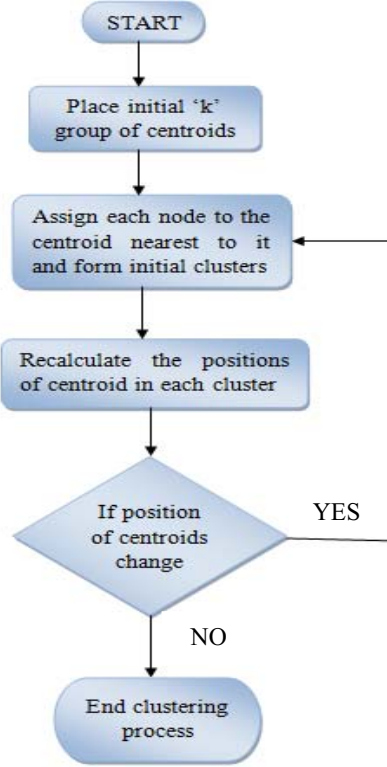 START
Place initial ‘k’
group of centroids
Assign each node to the
centroid nearest to it
and form initial clusters
Recalculate the positions
of centroid in each cluster
If position
of centroids
change
YES
NO
End clustering
process